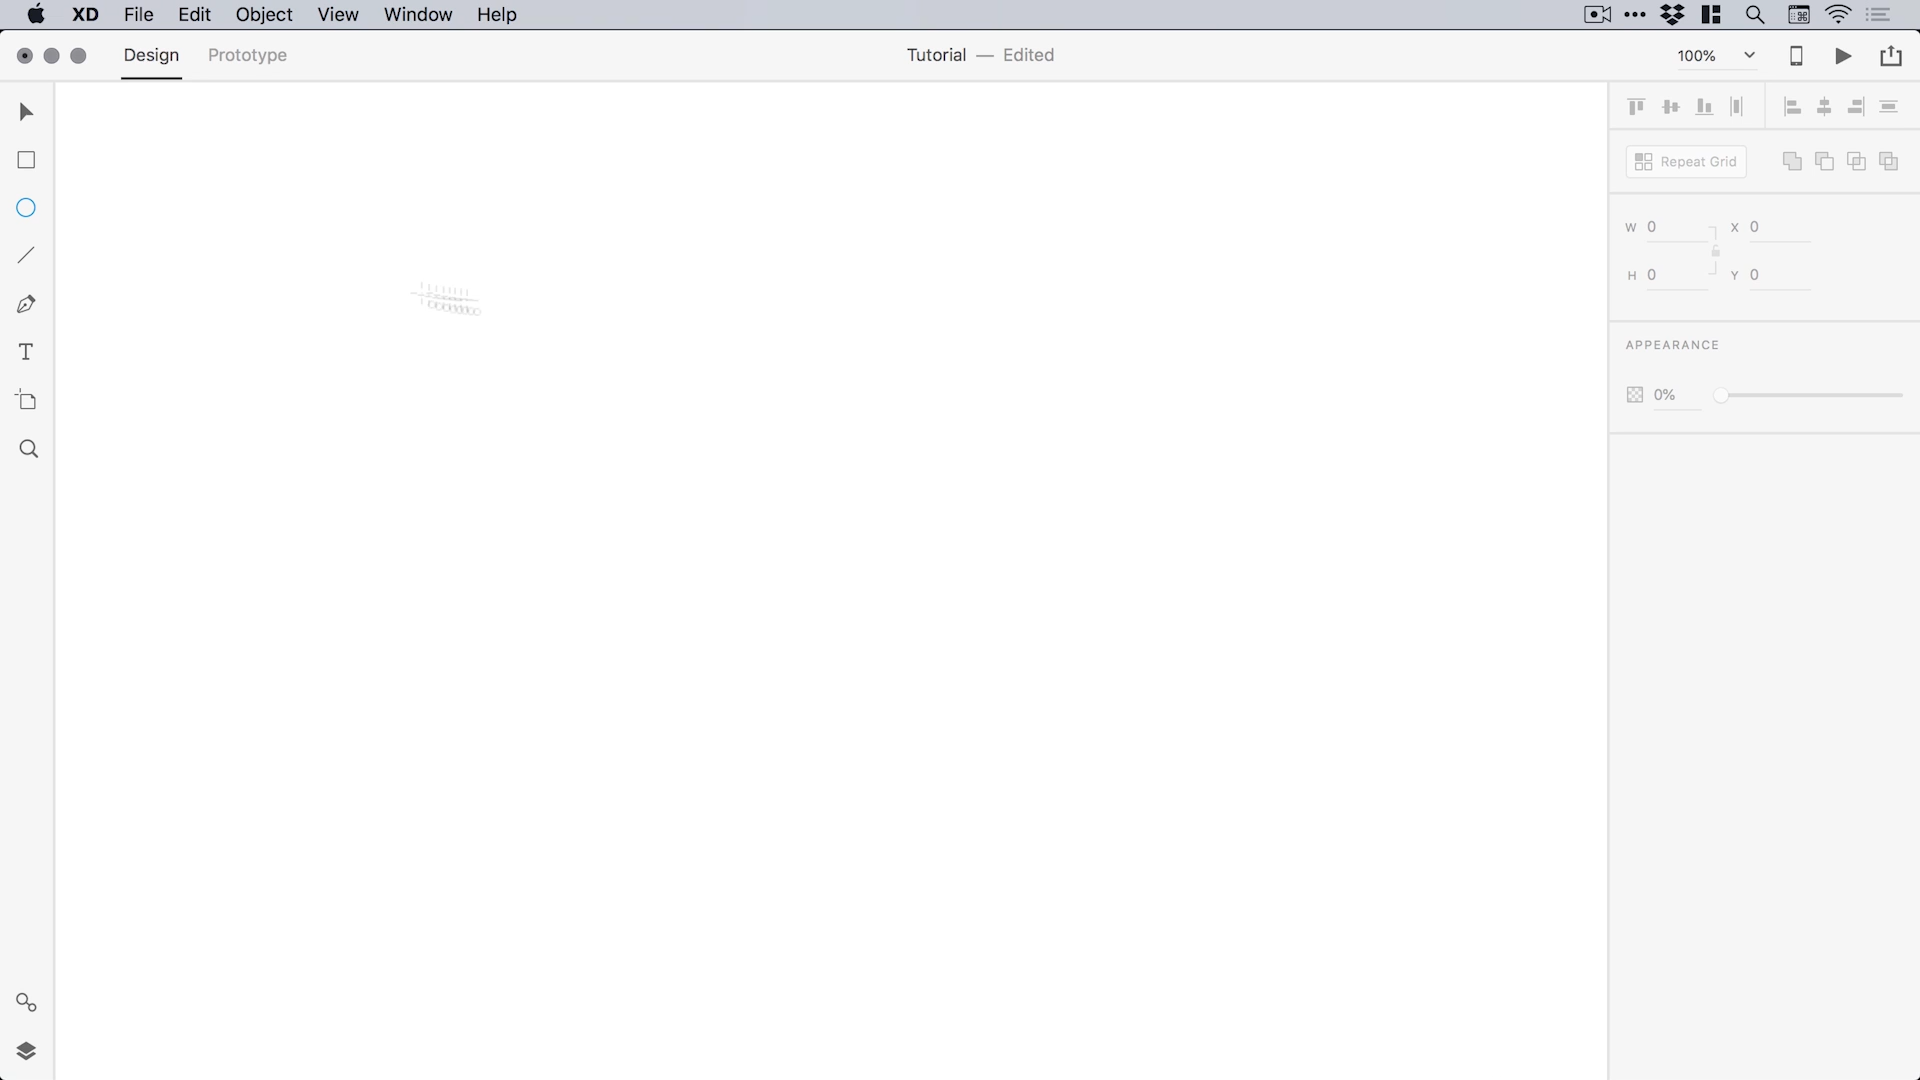 XD File Edit Object View Window Help
Design Prototype Tutorial — Edited 100%
Repeat Grid
W 0 X 0
H 0 Y 0
APPEARANCE
0%